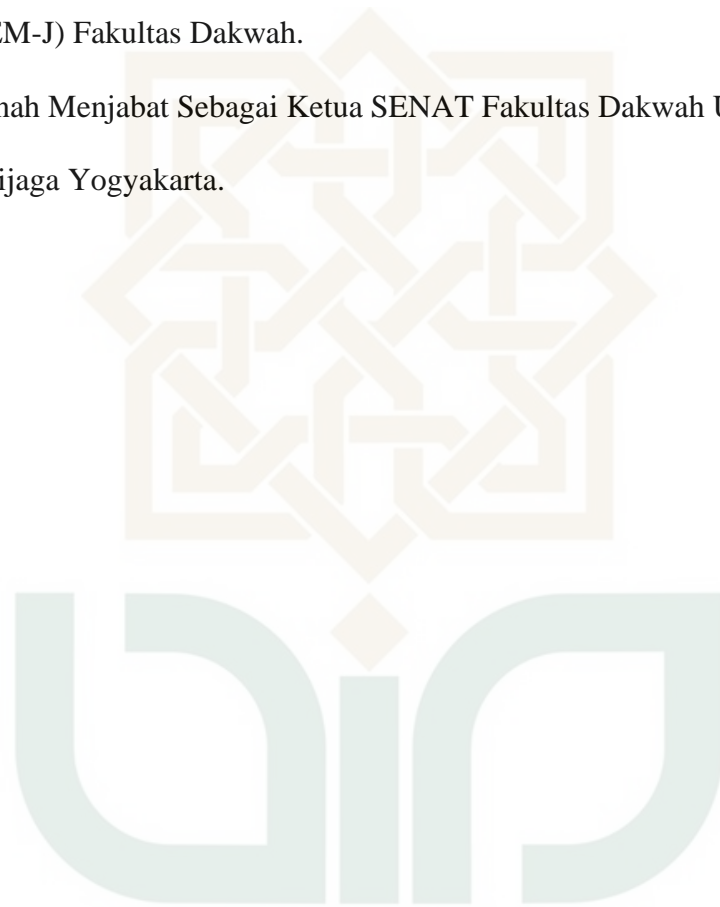 EM-J) Fakultas Dakwah.
nah Menjabat Sebagai Ketua SENAT Fakultas Dakwah U
ijaga Yogyakarta.